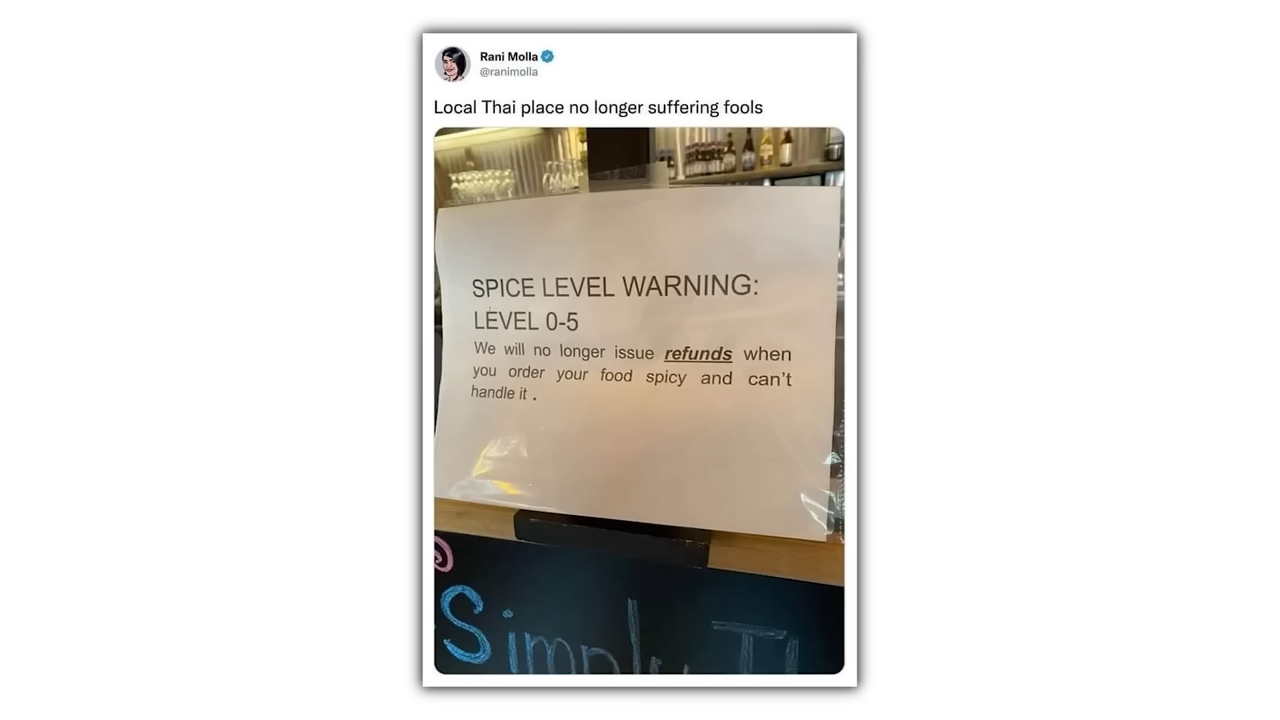 Rani Molla
@ranimolla
Local Thai place no longer suffering fools
SPICE LEVEL WARNING:
LEVEL 0-5
We will no longer issue refunds when
you order your food spicy and can't
handle it .
Simply